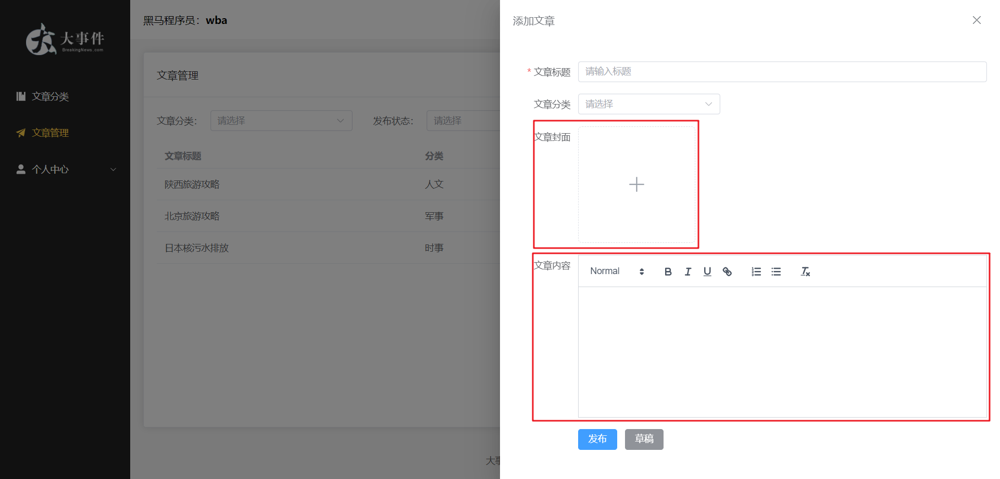 大事件
BreakingNews.com
文章分类
文章管理
个人中心
黑马程序员：wba
文章管理
文章分类： 请选择 发布状态： 请选择
文章标题 分类
陕西旅游攻略 人文
北京旅游攻略 军事
日本核污水排放 时事
大事
添加文章
* 文章标题 请输入标题
文章分类 请选择
文章封面
文章内容 Normal
发布 草稿